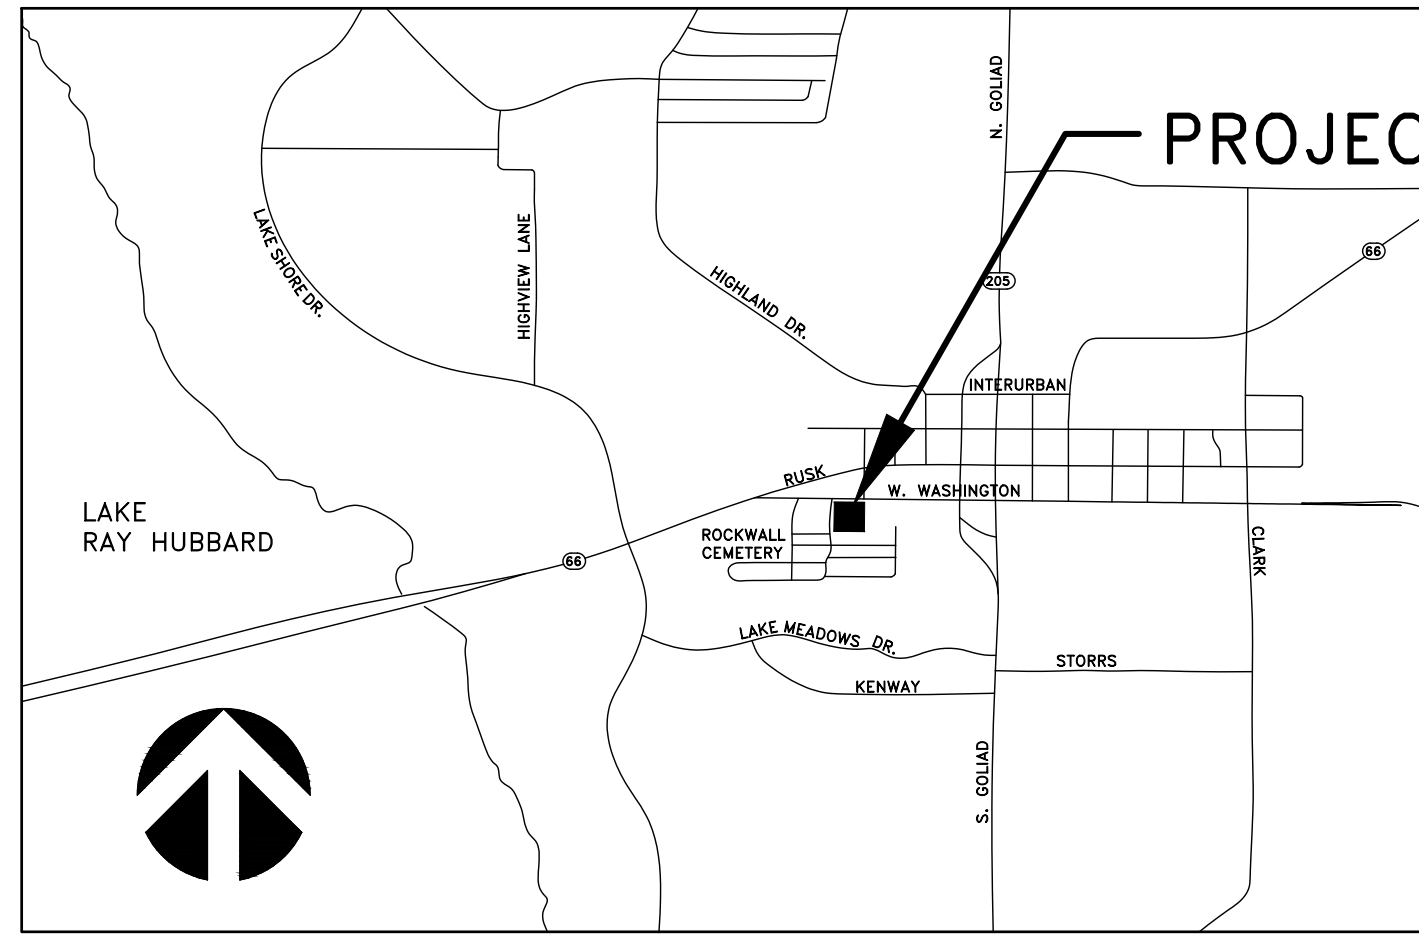 N. GOLIAD
PROJEC
LAKE SHORE DR.
HIGHVIEW LANE
HIGHLAND DR.
66
205
INTERURBAN
RUSK
W. WASHINGTON
LAKE
RAY HUBBARD
ROCKWALL
CEMETERY
66
CLARK
LAKE MEADOWS DR.
STORRS
KENWAY
S. GOLIAD